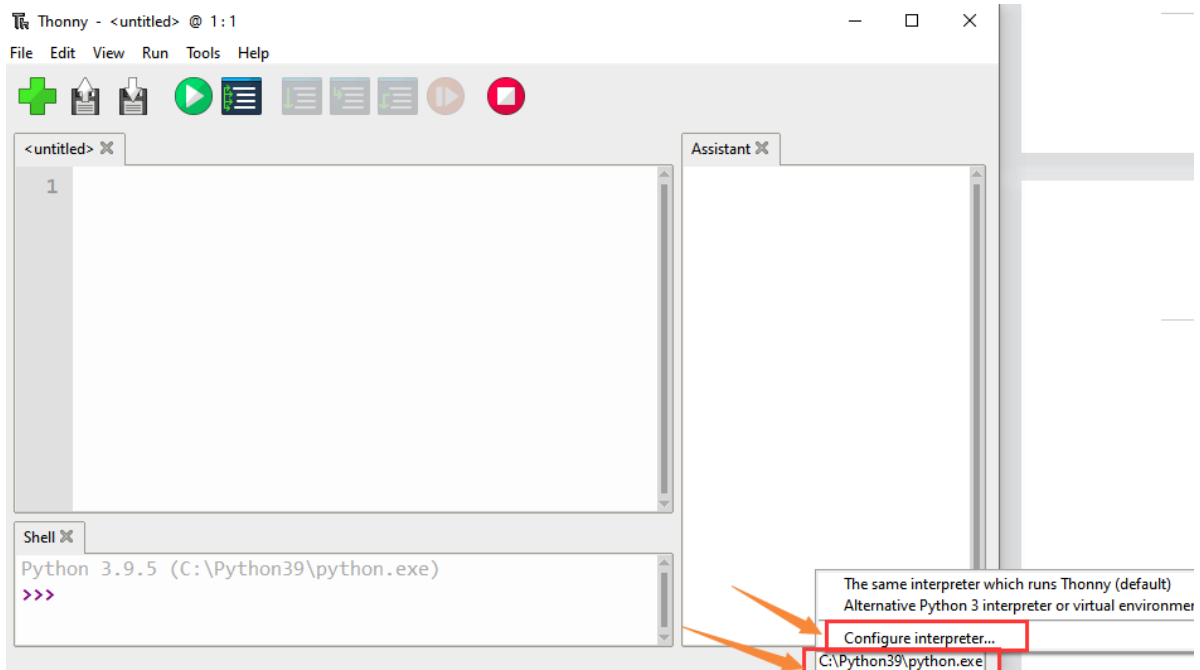 Thonny - <untitled> @ 1:1
File Edit View Run Tools Help
<untitled>
Assistant
1
Shell
Python 3.9.5 (C:\Python39\python.exe)
>>>
The same interpreter which runs Thonny (default)
Alternative Python 3 interpreter or virtual
Configure interpreter...
C:\Python39\python.exe